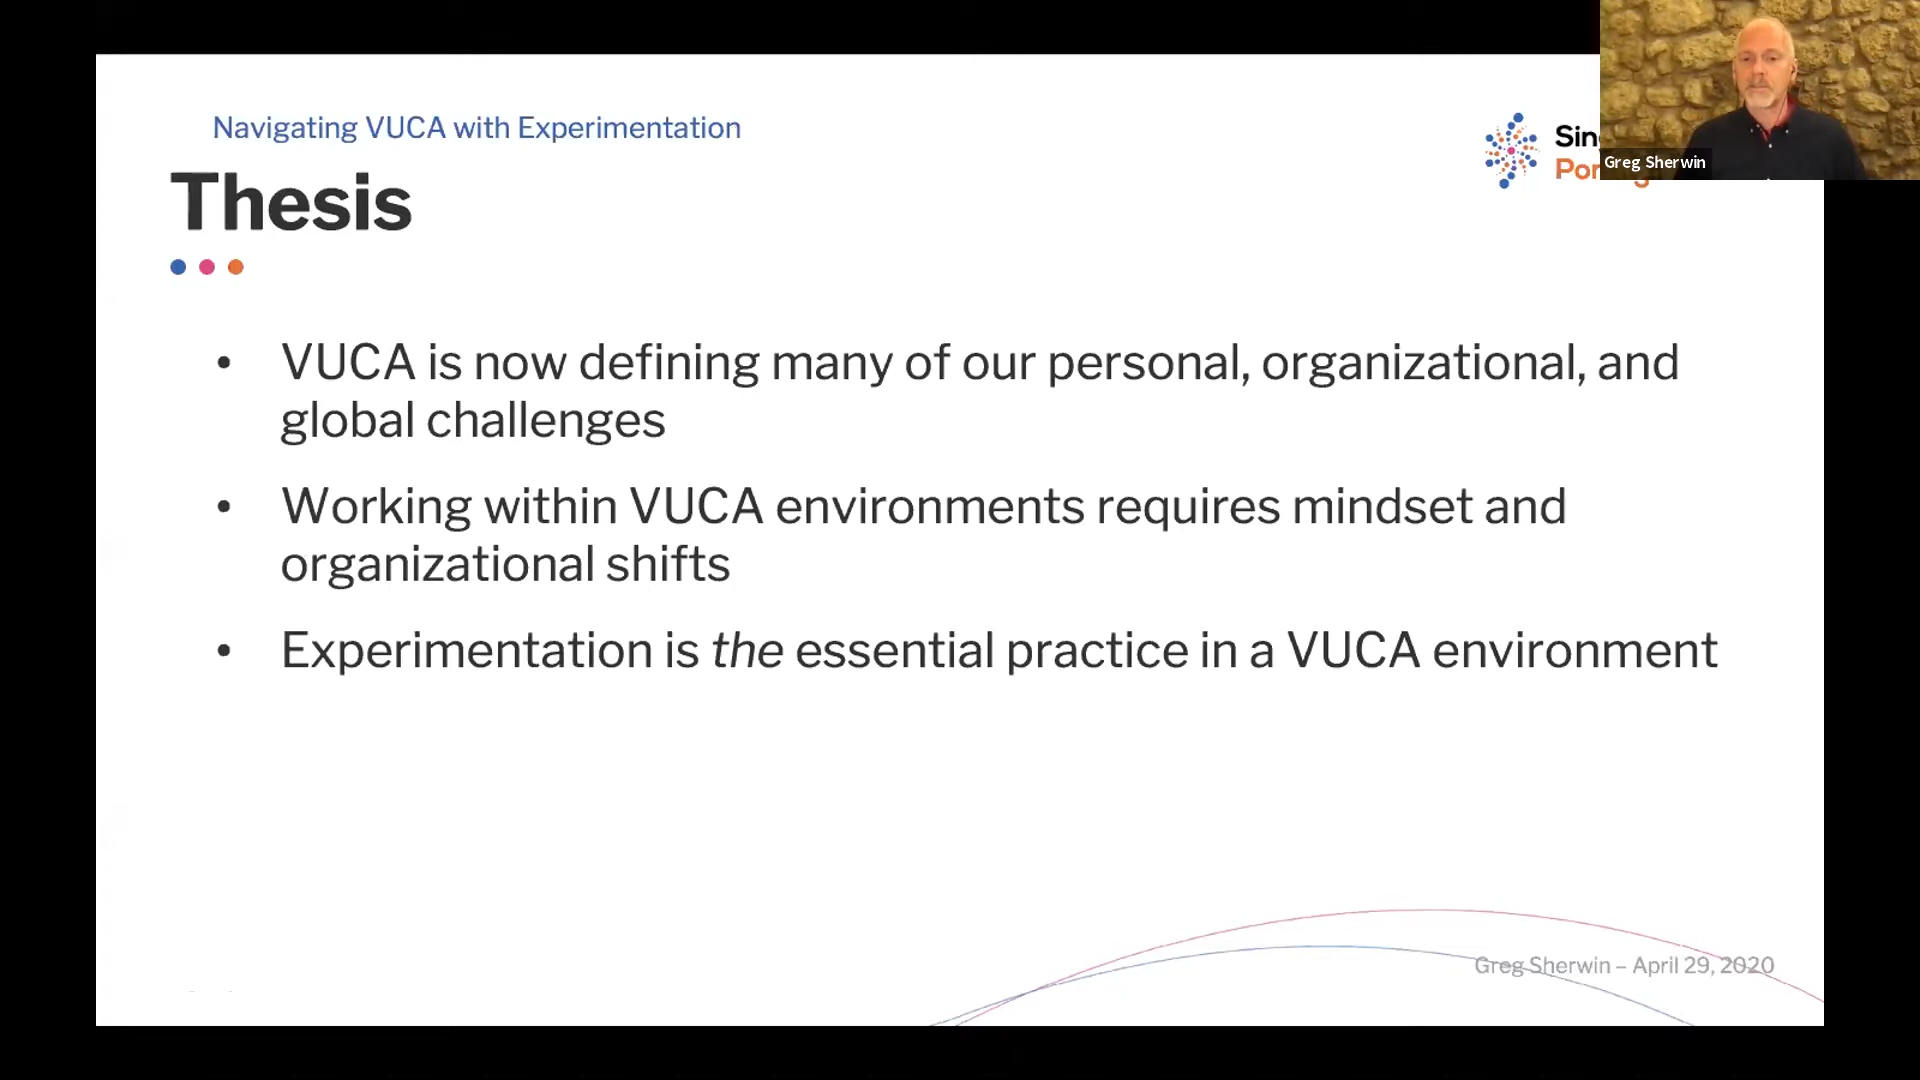 Navigating VUCA with Experimentation
Greg Sherwin
Thesis
• VUCA is now defining many of our personal, organizational, and
global challenges
• Working within VUCA environments requires mindset and
organizational shifts
• Experimentation is the essential practice in a VUCA environment
Greg Sherwin – April 29, 2020